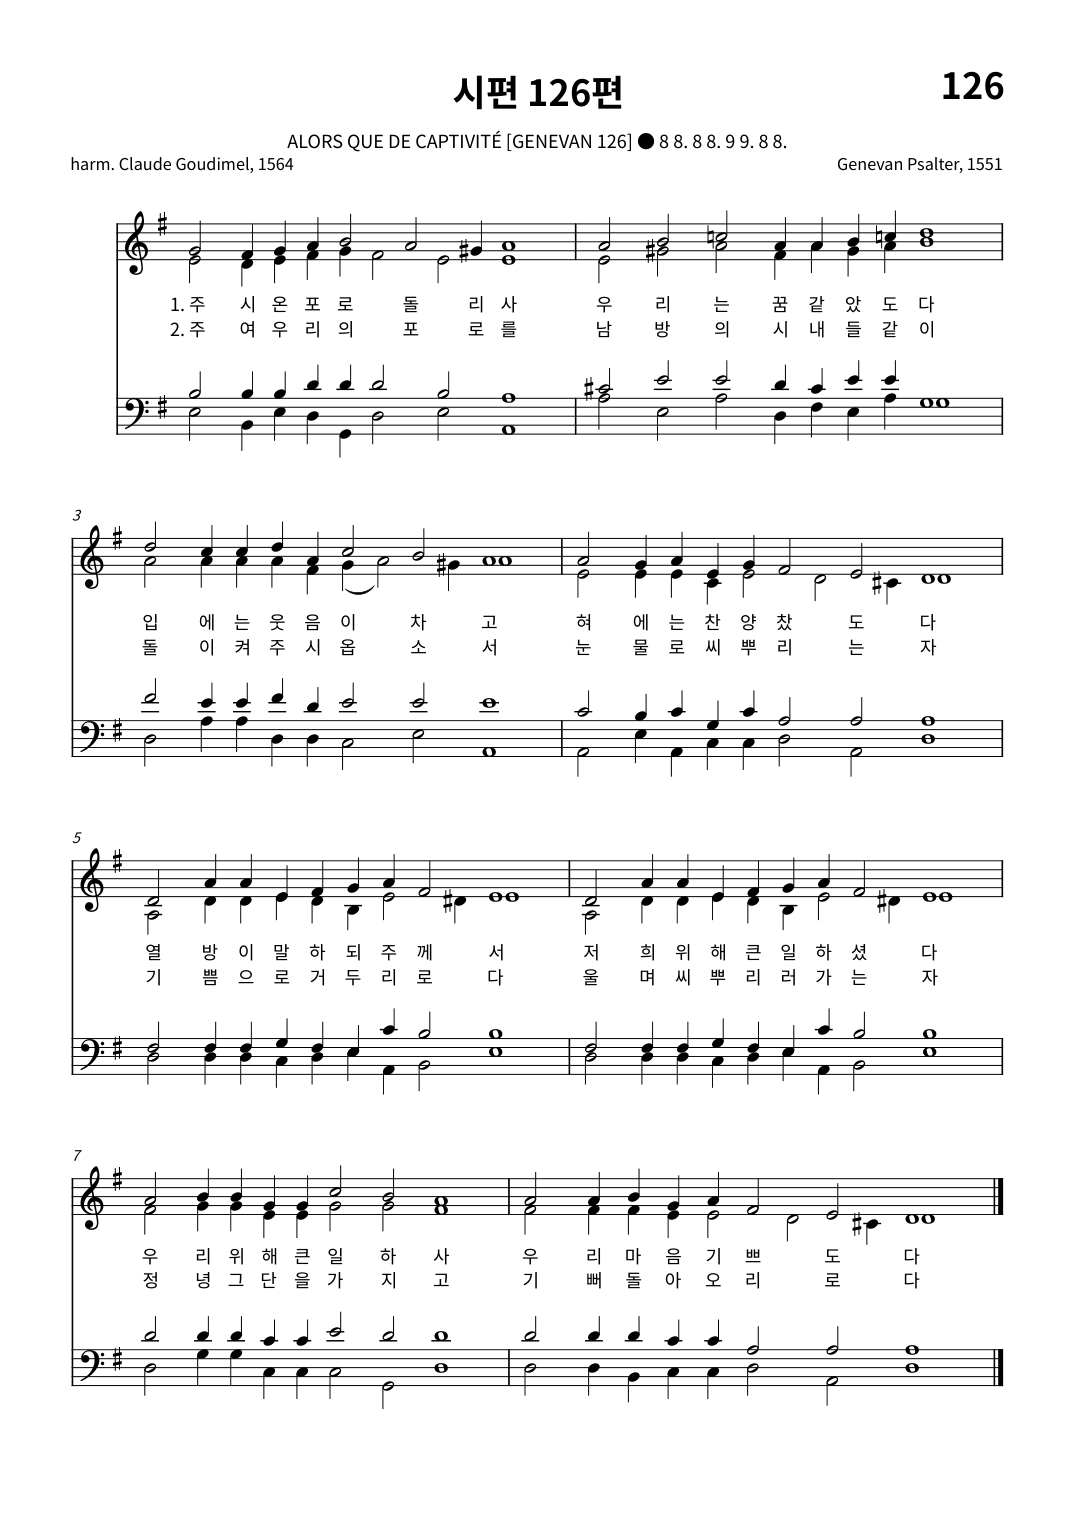 시편 126편
126
ALORS QUE DE CAPTIVITÉ [GENEVAN 126] ● 8 8. 8 8. 9 9. 8 8.
harm. Claude Goudimel, 1564
Genevan Psalter, 1551
1. 주 시 온 포 로 돌 리 사 우 리 는 꿈 같 았 도 다
2. 주 여 우 리 의 포 로 를 남 방 의 시 내 들 같 이
3
입 에 는 웃 음 이 차 고 혀 에 는 찬 양 찼 도 다
돌 이 켜 주 시 옵 소 서 눈 물 로 씨 뿌 리 는 자
5
열 방 이 말 하 되 주 께 서 저 희 위 해 큰 일 하 셨 다
기 쁨 으 로 거 두 리 로 다 울 며 씨 뿌 리 러 가 는 자
7
우 리 위 해 큰 일 하 사 우 리 마 음 기 쁘 도 다
정 녕 그 단 을 가 지 고 기 뻐 돌 아 오 리 로 다